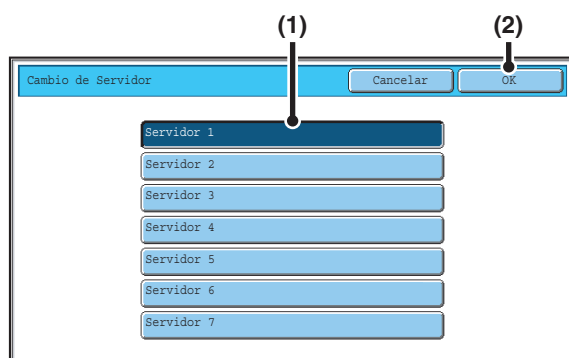 (1) (2)
Cambio de Servidor Cancelar OK
Servidor 1
Servidor 2
Servidor 3
Servidor 4
Servidor 5
Servidor 6
Servidor 7